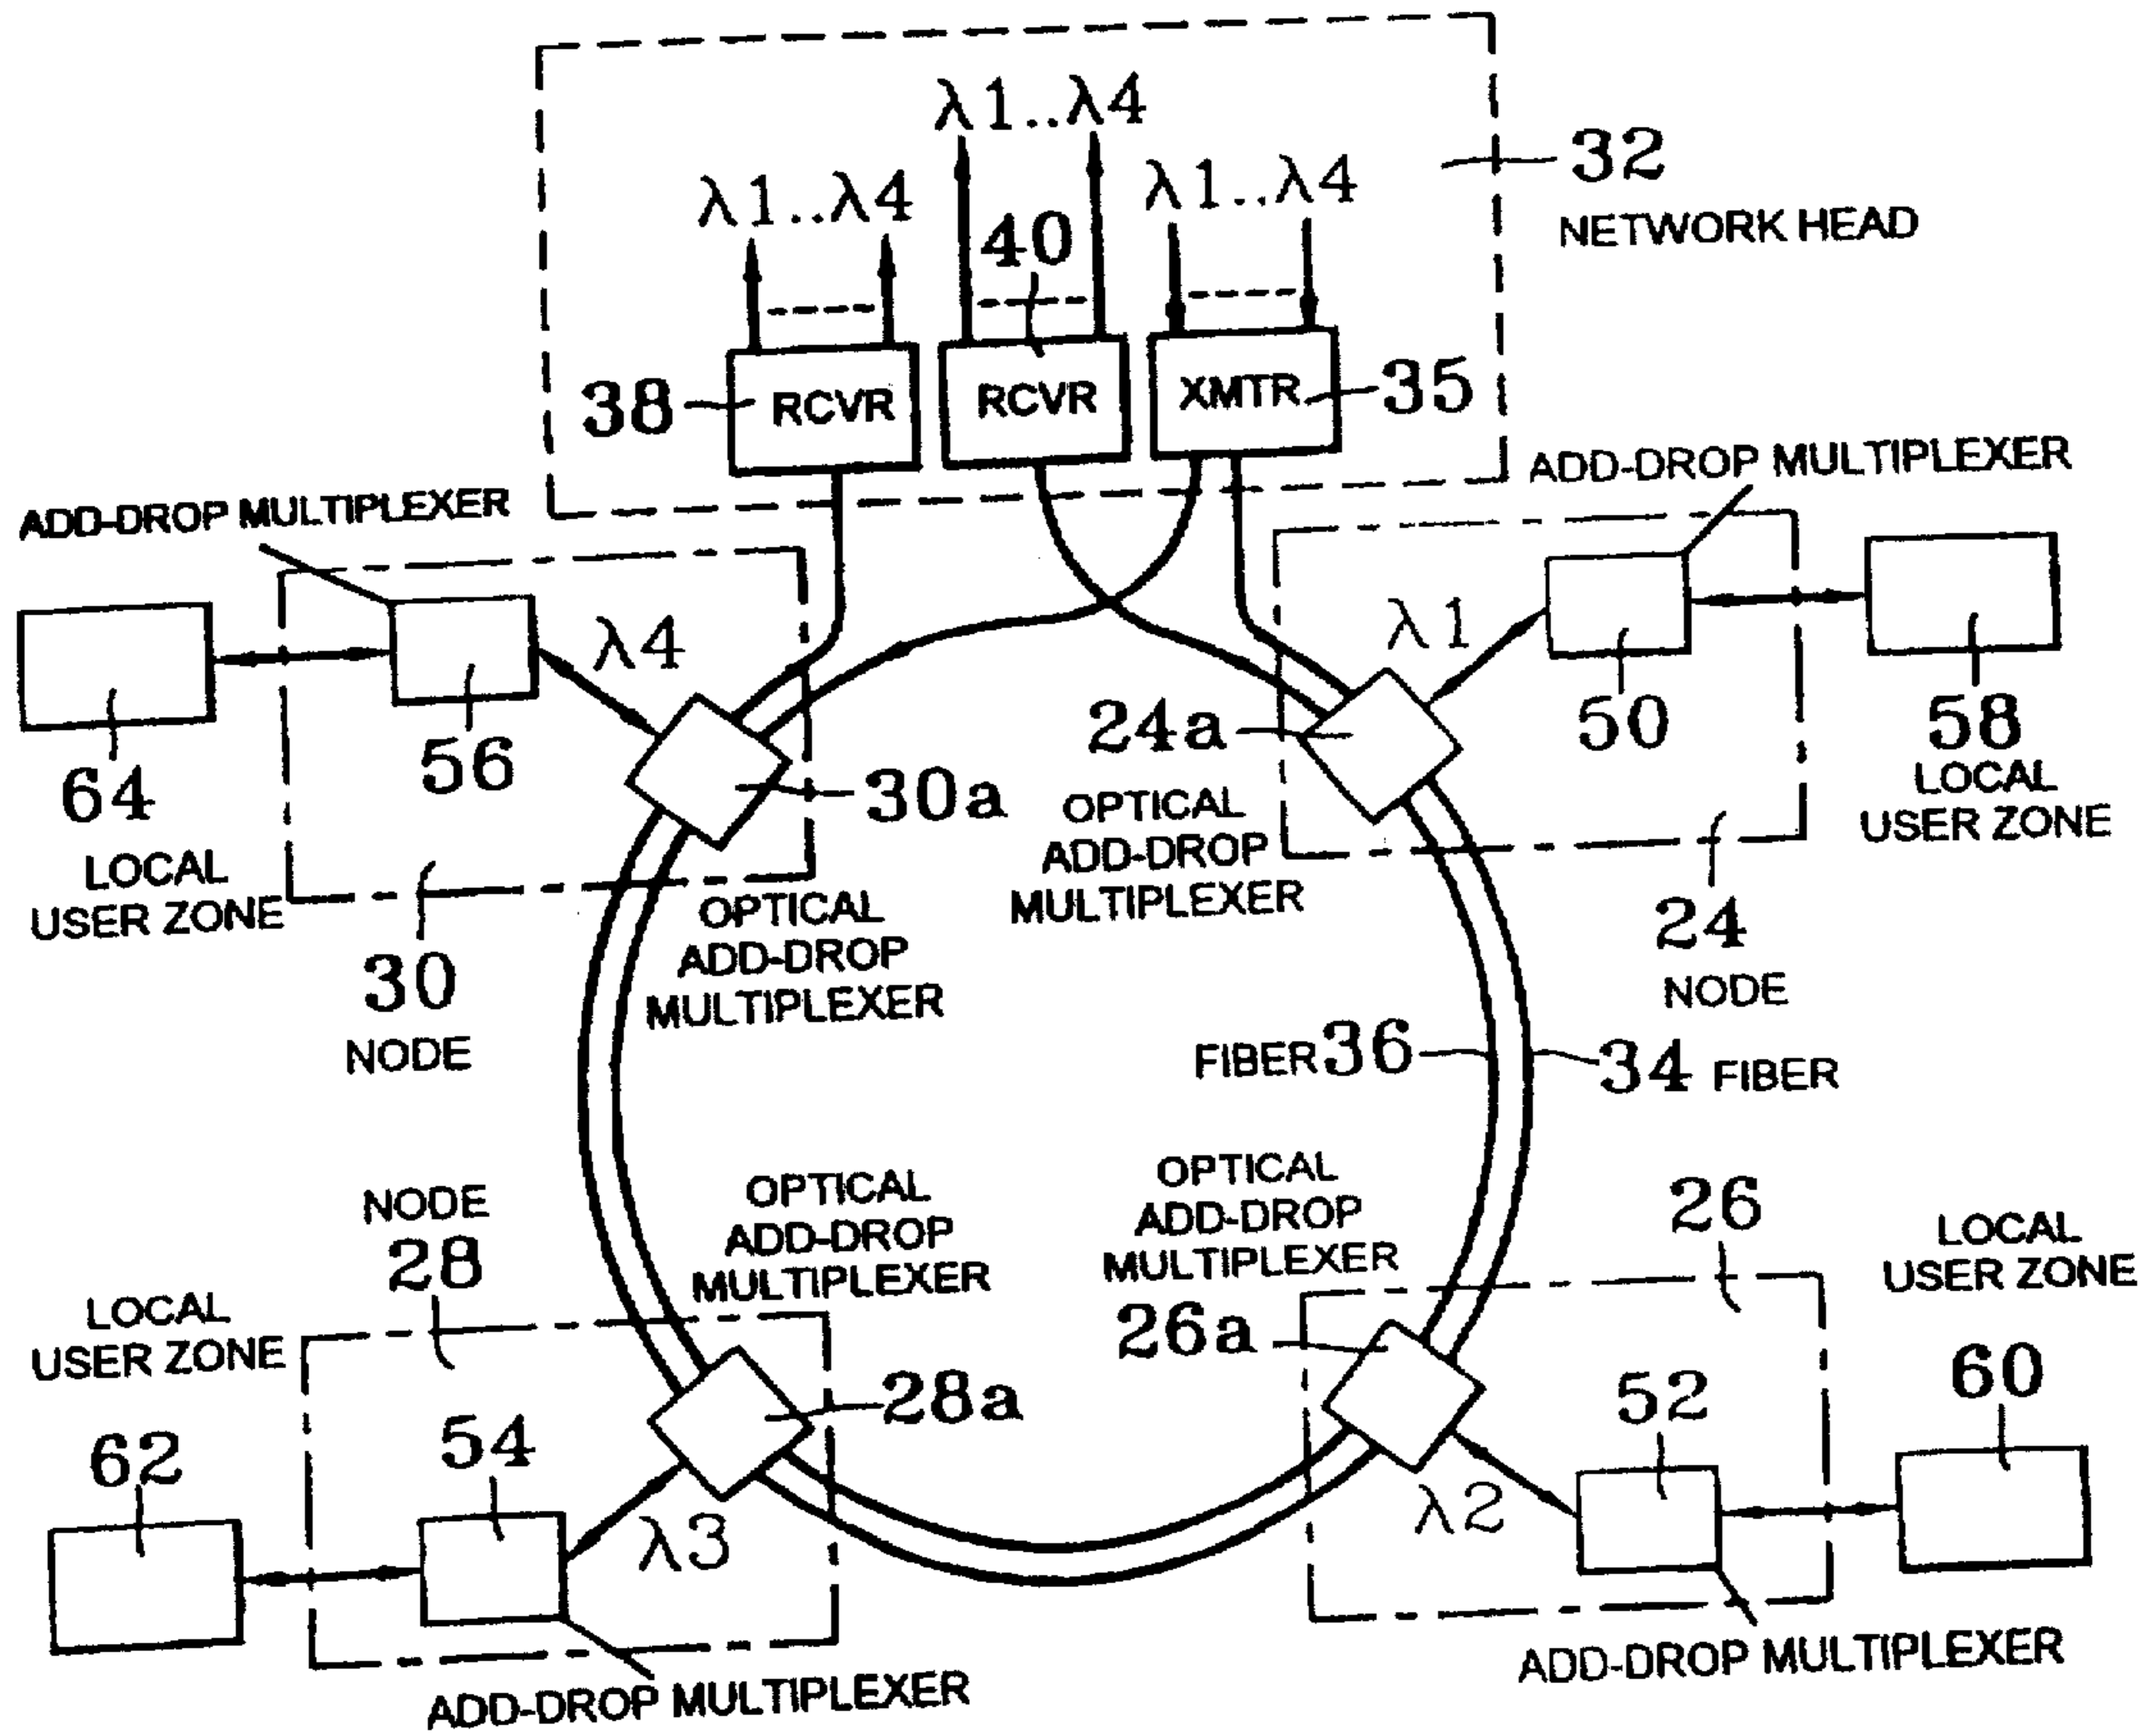 λ1..λ4
λ1..λ4
λ1..λ4
32
NETWORK HEAD
40
38
RCVR
RCVR
XMTR
35
ADD-DROP MULTIPLEXER
ADD-DROP MULTIPLEXER
λ4
λ1
64
56
30a
24a
50
58
LOCAL
USER ZONE
LOCAL
USER ZONE
OPTICAL
ADD-DROP
MULTIPLEXER
OPTICAL
ADD-DROP
MULTIPLEXER
30
NODE
24
NODE
FIBER 36
34 FIBER
NODE
28
OPTICAL
ADD-DROP
MULTIPLEXER
OPTICAL
ADD-DROP
MULTIPLEXER
26a
26
LOCAL
USER ZONE
LOCAL
USER ZONE
28a
62
54
52
60
λ3
λ2
ADD-DROP MULTIPLEXER
ADD-DROP MULTIPLEXER